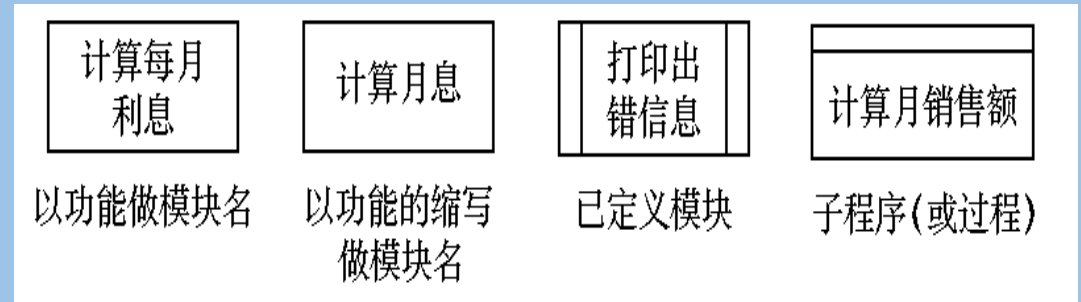 计算每月
利息
计算月息
打印出
错信息
计算月销售额
以功能做模块名
以功能的缩写
做模块名
已定义模块
子程序(或过程)